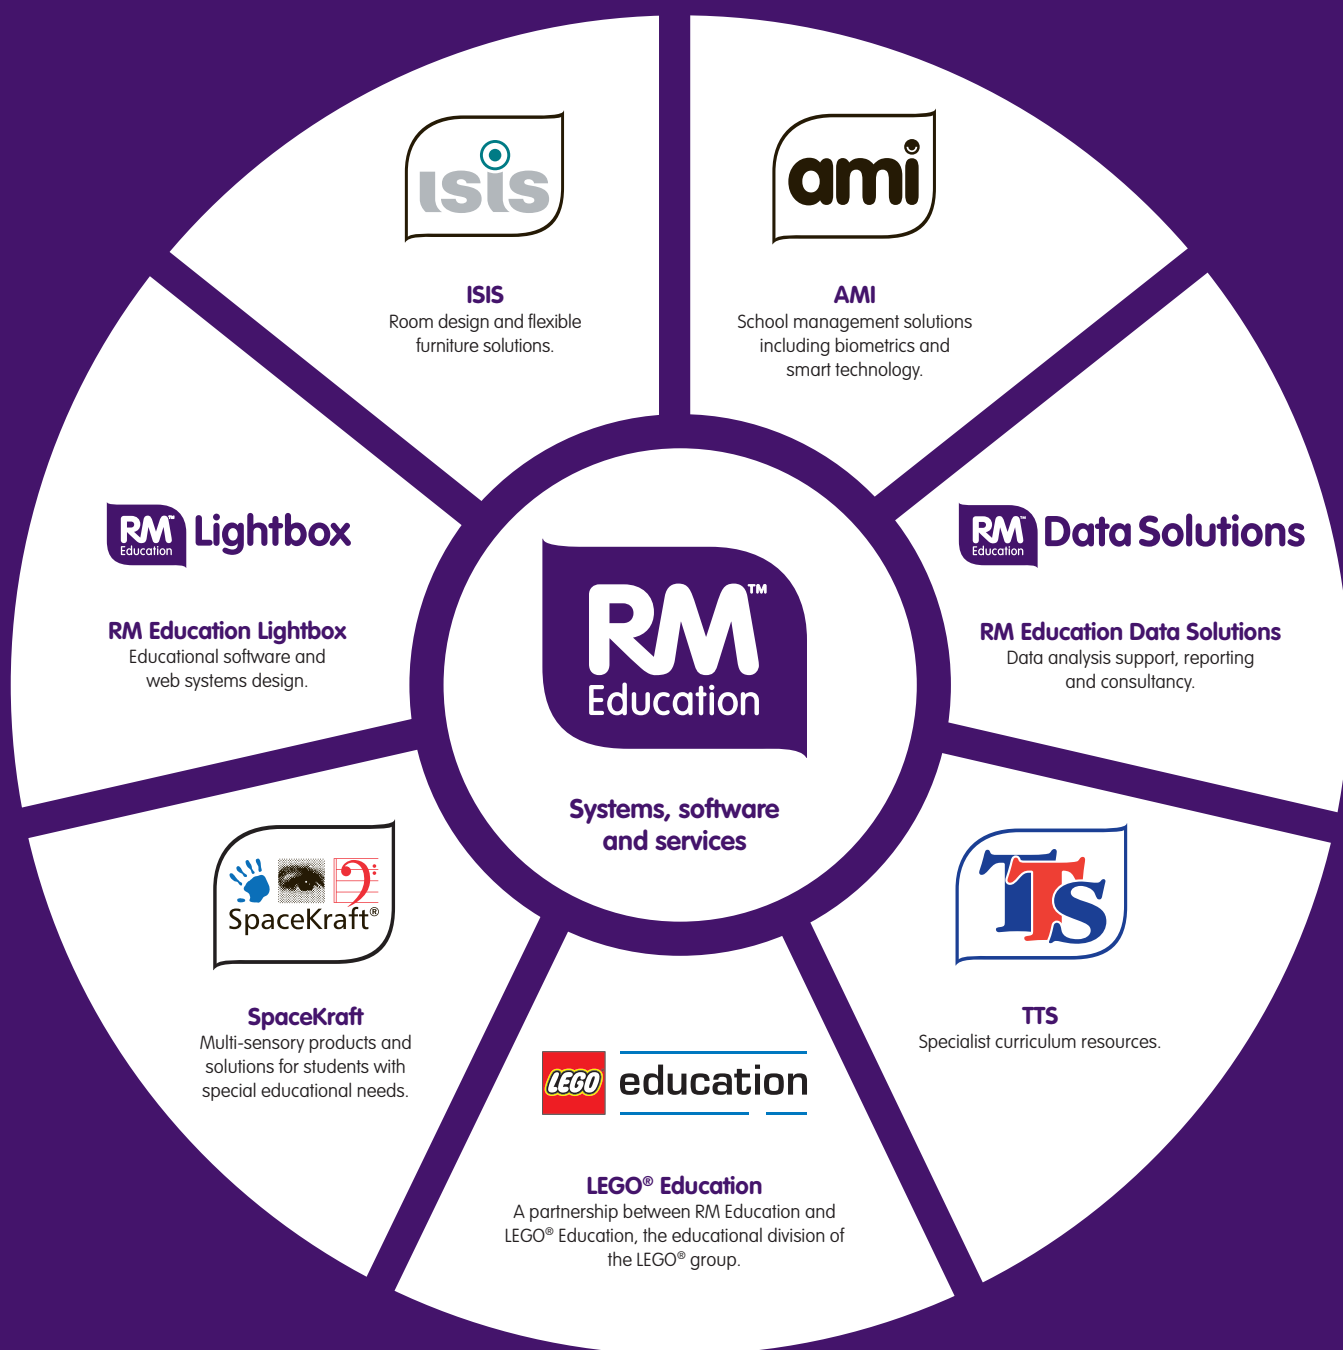 ısis
ISIS
Room design and flexible
furniture solutions.
ami
AMI
School management solutions
including biometrics and
smart technology.
RM™
Education
Lightbox
RM Education Lightbox
Educational software and
web systems design.
RM™
Education
Data Solutions
RM Education Data Solutions
Data analysis support, reporting
and consultancy.
RM™
Education
Systems, software
and services
SpaceKraft®
SpaceKraft
Multi-sensory products and
solutions for students with
special educational needs.
TTS
TTS
Specialist curriculum resources.
LEGO
education
LEGO® Education
A partnership between RM Education and
LEGO® Education, the educational division of
the LEGO® group.